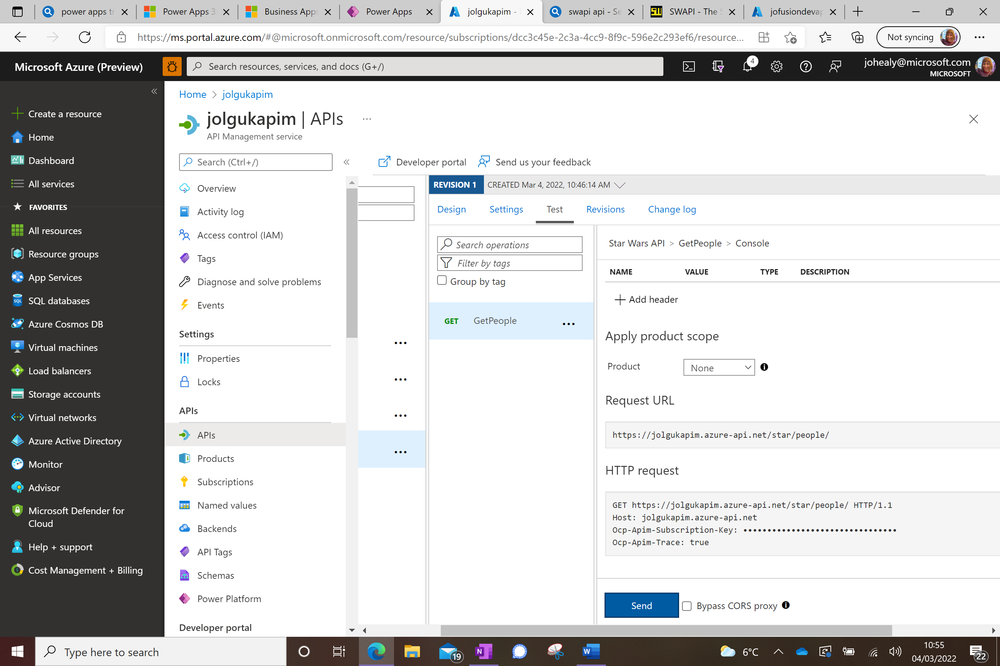 power apps tr
Power Apps 3
Business Apps
Power Apps
jolgukapim -
swapi api - Se
SWAPI - The S
jofusiondevap
https://ms.portal.azure.com/#@microsoft.onmicrosoft.com/resource/subscriptions/dcc3c45e-2c3a-4cc9-8f9c-596e2c293ef6/resource...
Not syncing
Microsoft Azure (Preview)
Search resources, services, and docs (G+/)
4
johealy@microsoft.com
MICROSOFT
Create a resource
Home
Dashboard
All services
FAVORITES
All resources
Resource groups
App Services
SQL
SQL databases
Azure Cosmos DB
Virtual machines
Load balancers
Storage accounts
Virtual networks
Azure Active Directory
Monitor
Advisor
Microsoft Defender for
Cloud
Help + support
Cost Management + Billing
Home > jolgukapim
jolgukapim | APIs ...
API Management service
Search (Ctrl+/)
Overview
Activity log
Access control (IAM)
Tags
Diagnose and solve problems
Events
Settings
Properties
Locks
APIs
APIs
Products
Subscriptions
Named values
Backends
API Tags
Schemas
Power Platform
Developer portal
Developer portal
Send us your feedback
REVISION 1
CREATED Mar 4, 2022, 10:46:14 AM
Design
Settings
Test
Revisions
Change log
Search operations
Filter by tags
Group by tag
GET GetPeople
Star Wars API > GetPeople > Console
NAME VALUE TYPE DESCRIPTION
Add header
Apply product scope
Product None
Request URL
https://jolgukapim.azure-api.net/star/people/
HTTP request
GET https://jolgukapim.azure-api.net/star/people/ HTTP/1.1
Host: jolgukapim.azure-api.net
Ocp-Apim-Subscription-Key: ••••••••••••••••••••••••••••••••
Ocp-Apim-Trace: true
Send
Bypass CORS proxy
Type here to search
19
N
W
6°C
10:55
04/03/2022
22